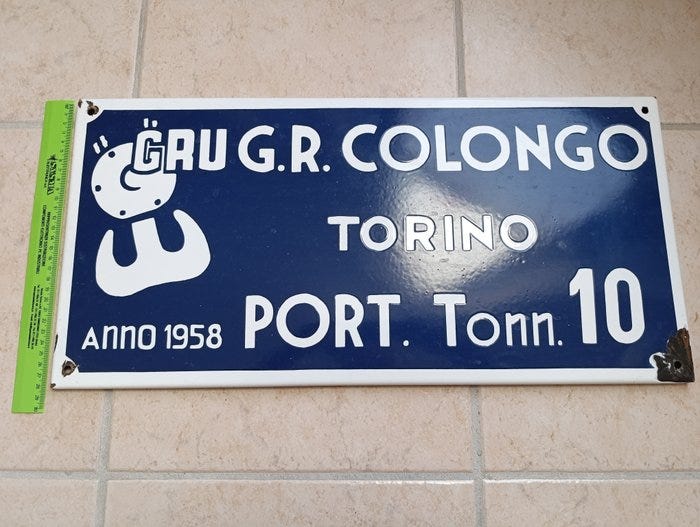 GRU G.R. COLONGO
TORINO
Anno 1958 PORT. Tonn. 10